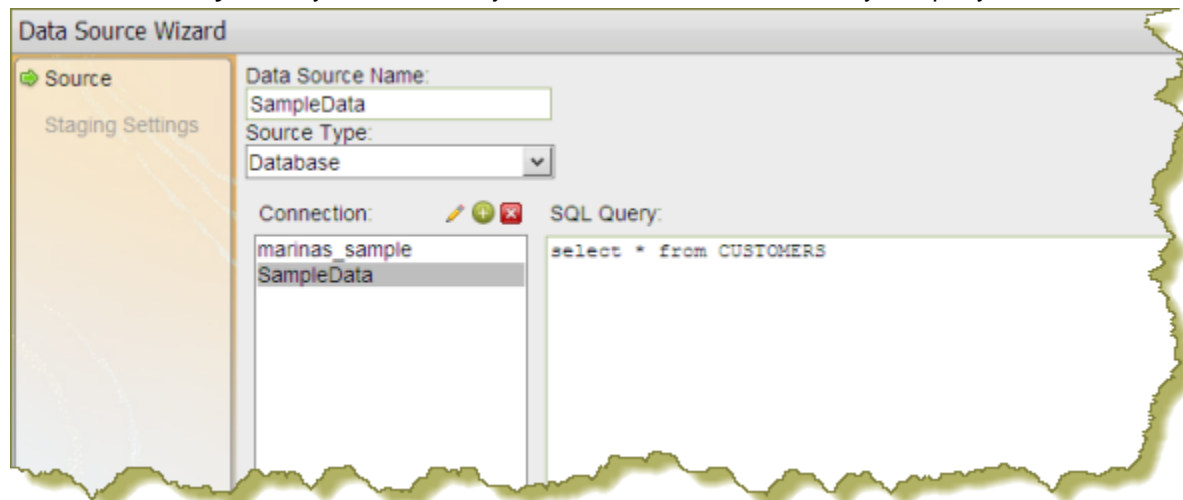 Data Source Wizard
Source
Staging Settings
Data Source Name:
SampleData
Source Type:
Database
Connection:
marinas_sample
SampleData
SQL Query:
select * from CUSTOMERS